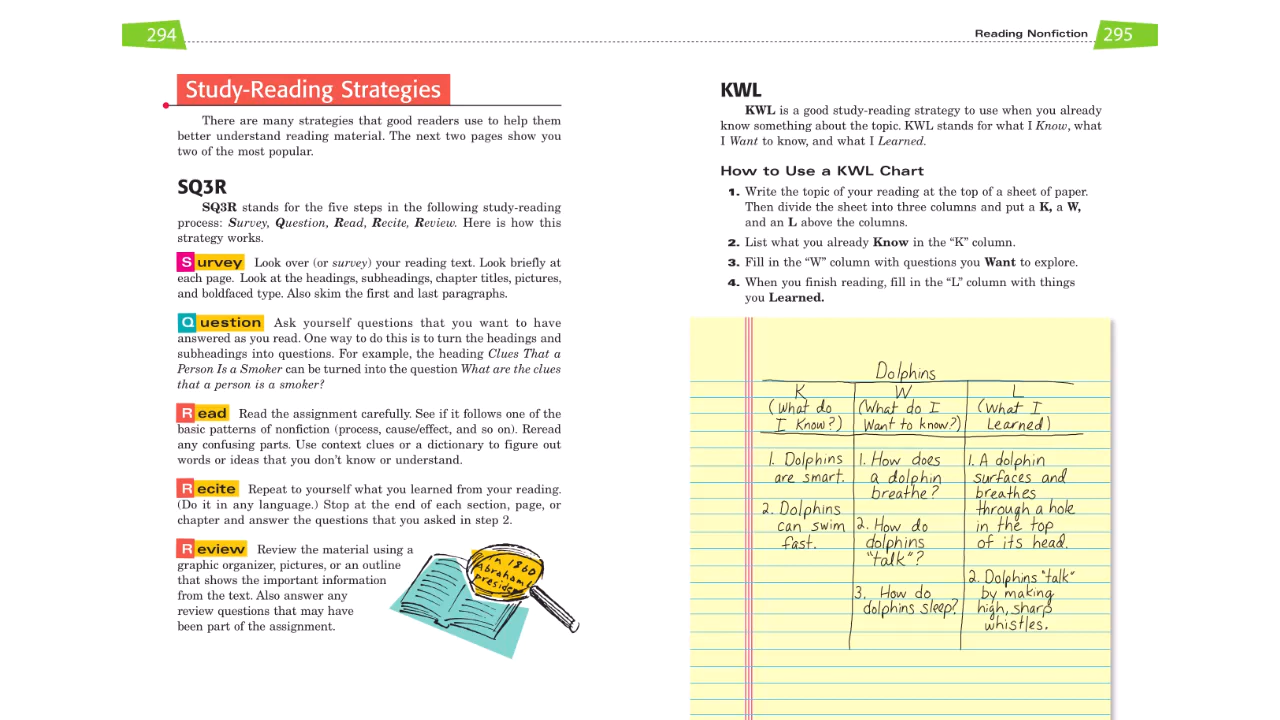 294
Study-Reading Strategies
There are many strategies that good readers use to help them
better understand reading material. The next two pages show you
two of the most popular.
SQ3R
SQ3R stands for the five steps in the following study-reading
process: Survey, Question, Read, Recite, Review. Here is how this
strategy works.
Survey Look over (or survey) your reading text. Look briefly at
each page. Look at the headings, subheadings, chapter titles, pictures,
and boldfaced type. Also skim the first and last paragraphs.
Question Ask yourself questions that you want to have
answered as you read. One way to do this is to turn the headings and
subheadings into questions. For example, the heading Clues That a
Person Is a Smoker can be turned into the question What are the clues
that a person is a smoker?
Read Read the assignment carefully. See if it follows one of the
basic patterns of nonfiction (process, cause/effect, and so on). Reread
any confusing parts. Use context clues or a dictionary to figure out
words or ideas that you don't know or understand.
Recite Repeat to yourself what you learned from your reading.
(Do it in any language.) Stop at the end of each section, page, or
chapter and answer the questions that you asked in step 2.
Review Review the material using a
graphic organizer, pictures, or an outline
that shows the important information
from the text. Also answer any
review questions that may have
been part of the assignment.
n 1860
Abraham
presiden
Reading Nonfiction 295
KWL
KWL is a good study-reading strategy to use when you already
know something about the topic. KWL stands for what I Know, what
I Want to know, and what I Learned.
How to Use a KWL Chart
1. Write the topic of your reading at the top of a sheet of paper.
Then divide the sheet into three columns and put a K, a W,
and an L above the columns.
2. List what you already Know in the “K” column.
3. Fill in the “W” column with questions you Want to explore.
4. When you finish reading, fill in the “L” column with things
you Learned.
Dolphins
K
(What do
I Know?)
1. Dolphins
are smart.
2. Dolphins
can swim
fast.
W
(What do I
Want to know?)
1. How does
a dolphin
breathe?
2. How do
dolphins
"talk"?
3. How do
dolphins sleep?
L
(What I
Learned)
1. A dolphin
surfaces and
breathes
through a hole
in the top
of its head.
2. Dolphins "talk"
by making
high, sharp
whistles.